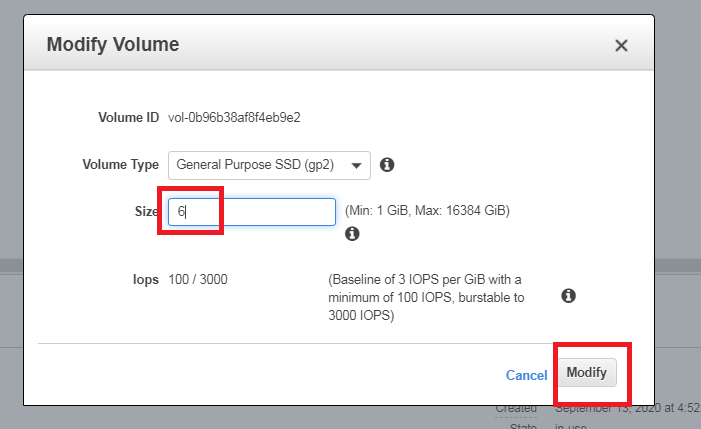 Modify Volume
Volume ID vol-0b96b38af8f4eb9e2
Volume Type General Purpose SSD (gp2)
Size 6 (Min: 1 GiB, Max: 16384 GiB)
Iops 100 / 3000 (Baseline of 3 IOPS per GiB with a
minimum of 100 IOPS, burstable to
3000 IOPS)
Cancel Modify
Created September 13, 2020 at 4:52
State in-use